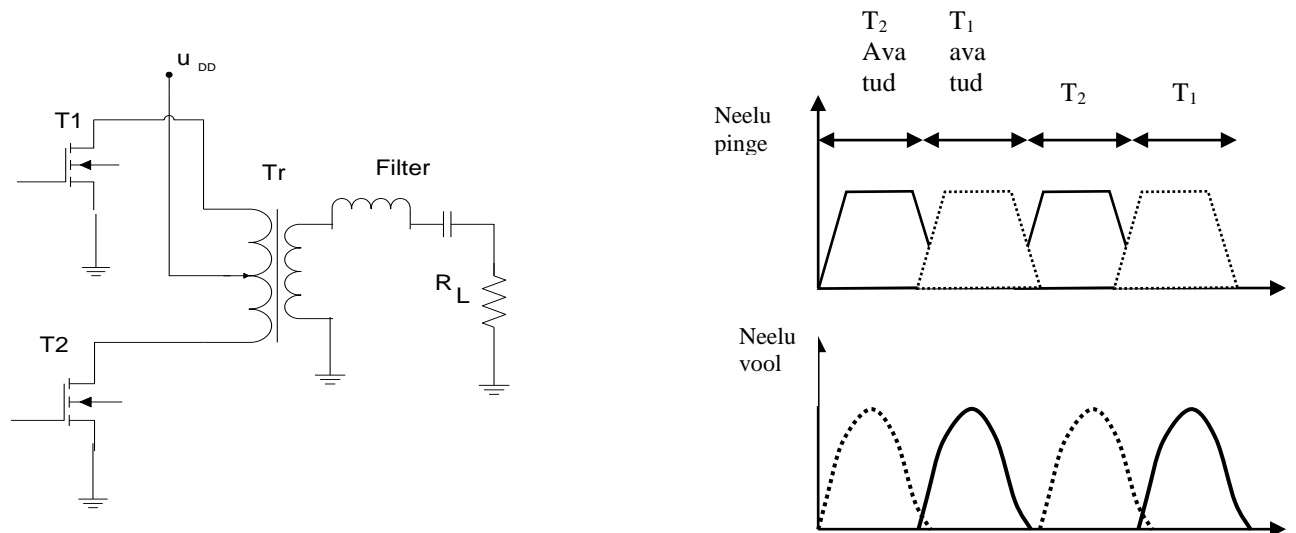 u DD
T1
Tr
Filter
R L
T2
T2
Ava
tud
T1
ava
tud
T2
T1
Neelu
pinge
Neelu
vool